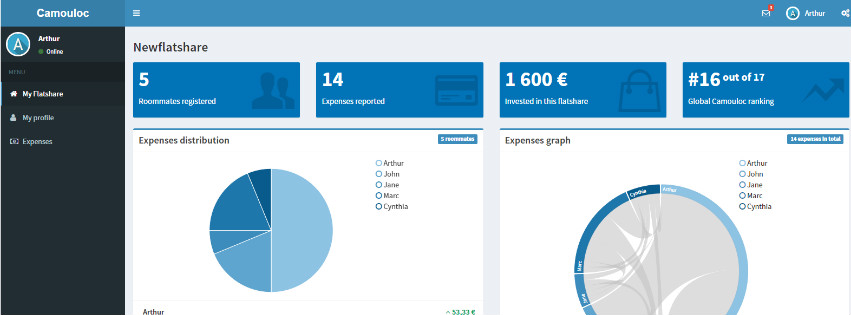 Camouloc
3
A
Arthur
A
Arthur
Online
MENU
My Flatshare
My profile
Expenses
Newflatshare
5
Roommates registered
14
Expenses reported
1 600 €
Invested in this flatshare
#16 out of 17
Global Camouloc ranking
Expenses distribution
5 roommates
Arthur
John
Jane
Marc
Cynthia
Arthur
53,33 €
Expenses graph
14 expenses in total
Arthur
John
Jane
Marc
Cynthia
Cynthia
Arthur
Marc
Jane